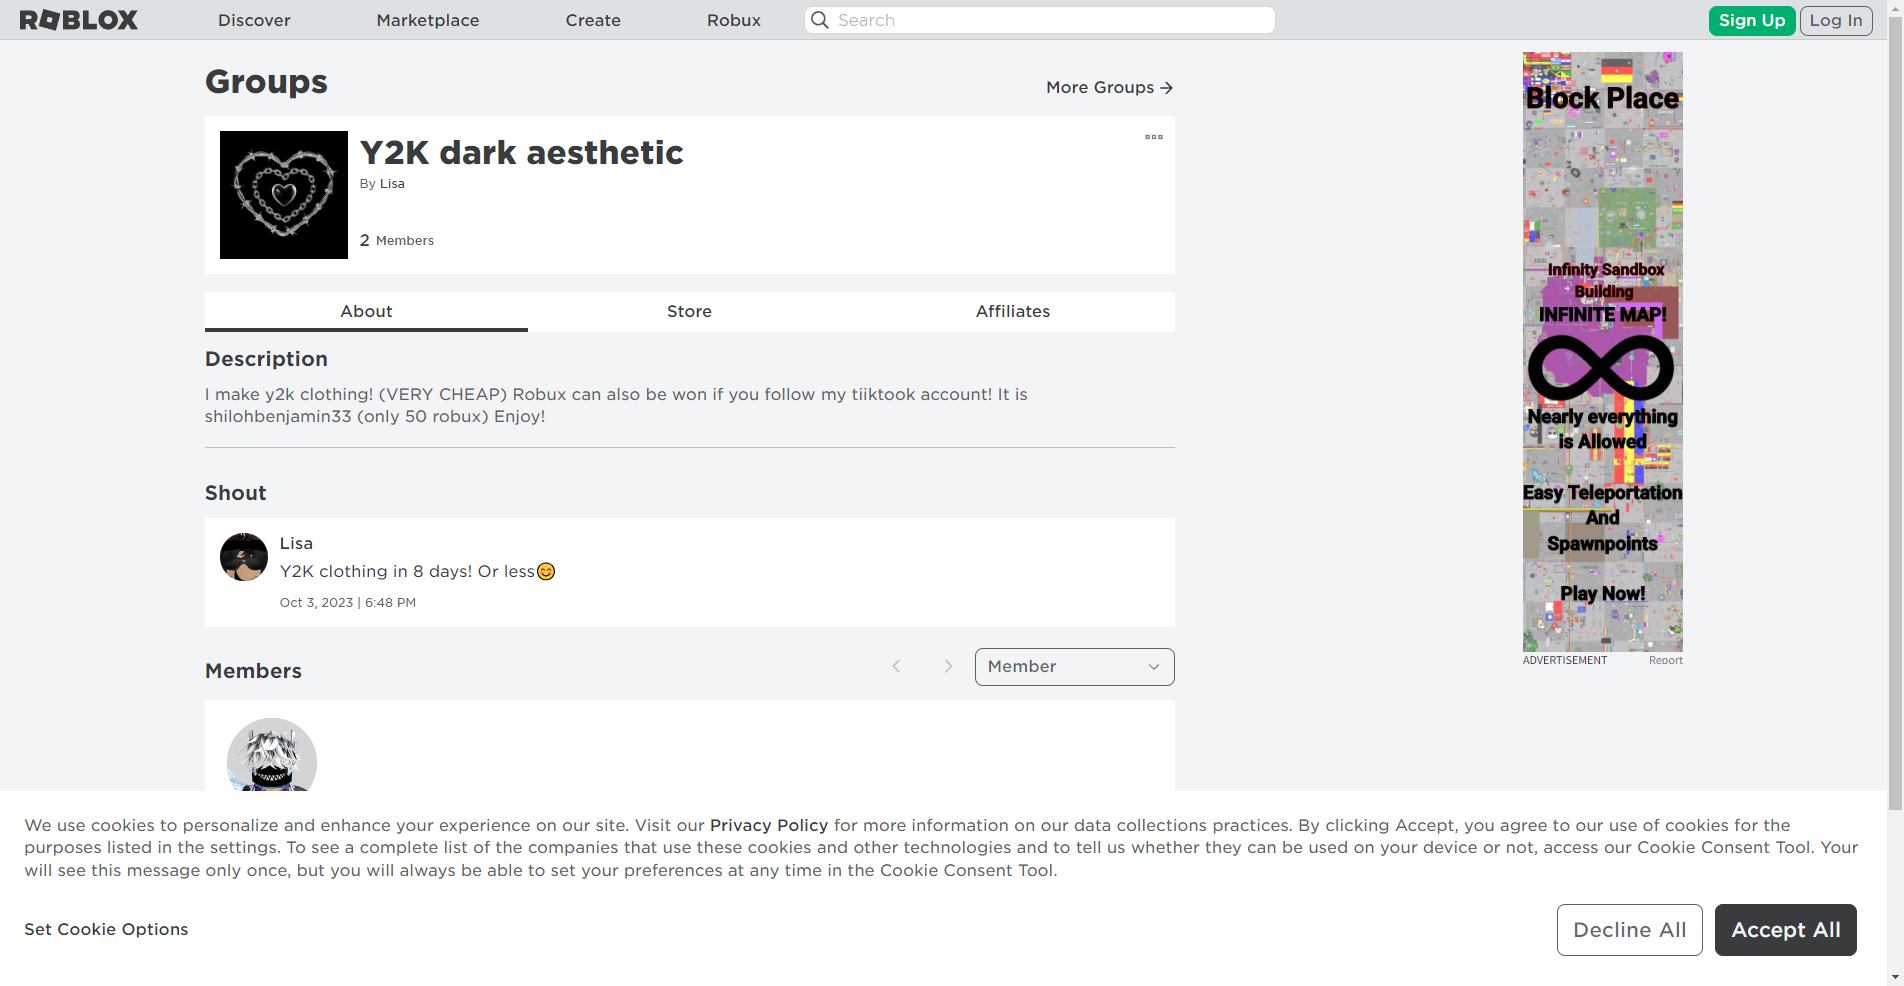 ROBLOX
Discover
Marketplace
Create
Robux
Search
Sign Up
Log In
Groups
More Groups
Y2K dark aesthetic
By Lisa
2 Members
About
Store
Affiliates
Description
I make y2k clothing! (VERY CHEAP) Robux can also be won if you follow my tiiktook account! It is
shilohbenjamin33 (only 50 robux) Enjoy!
Shout
Lisa
Y2K clothing in 8 days! Or less😊
Oct 3, 2023 | 6:48 PM
Members
Member
Block Place
Infinity Sandbox
Building
INFINITE MAP!
Nearly everything
is Allowed
Easy Teleportation
And
Spawnpoints
Play Now!
ADVERTISEMENT
Report
We use cookies to personalize and enhance your experience on our site. Visit our Privacy Policy for more information on our data collections practices. By clicking Accept, you agree to our use of cookies for the
purposes listed in the settings. To see a complete list of the companies that use these cookies and other technologies and to tell us whether they can be used on your device or not, access our Cookie Consent Tool. Your
will see this message only once, but you will always be able to set your preferences at any time in the Cookie Consent Tool.
Set Cookie Options
Decline All
Accept All